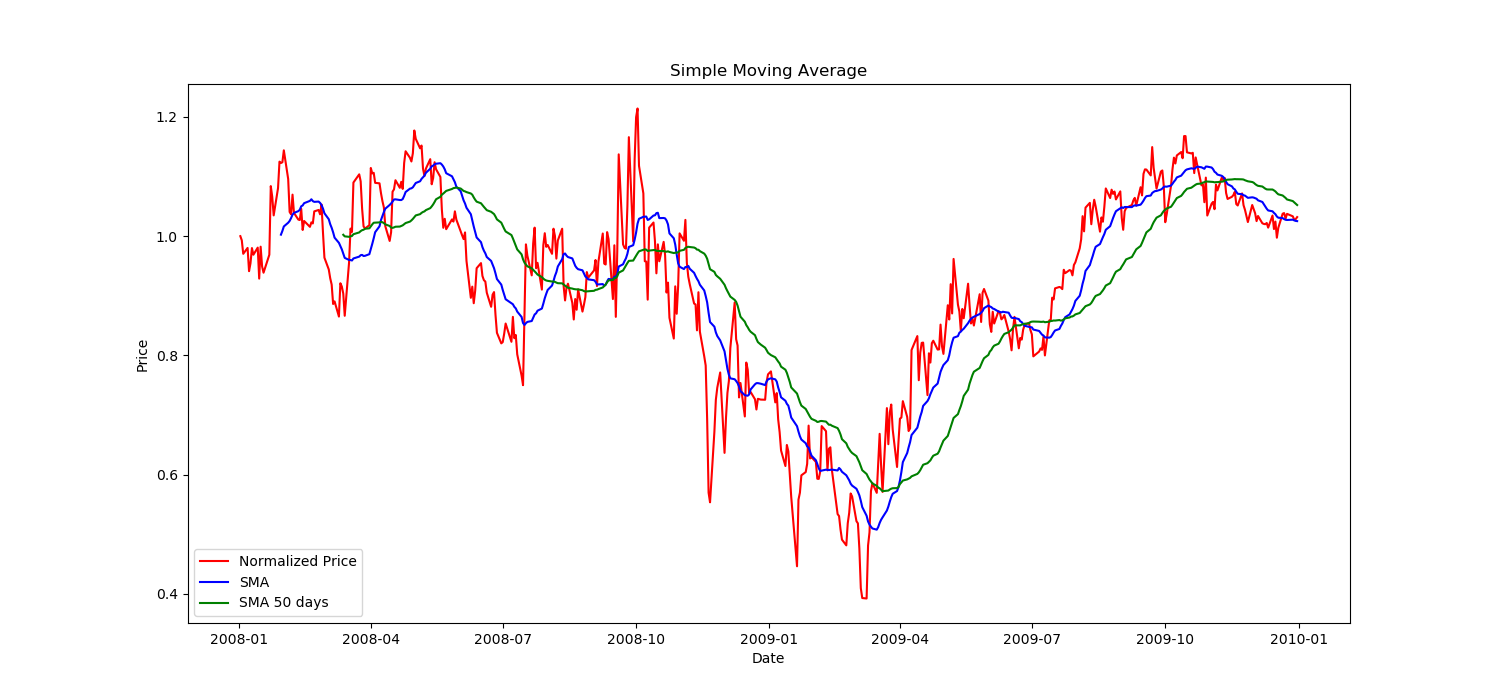 Simple Moving Average
1.2
1.0
0.8
0.6
0.4
Price
Normalized Price
SMA
SMA 50 days
2008-01 2008-04 2008-07 2008-10 2009-01 2009-04 2009-07 2009-10 2010-01
Date